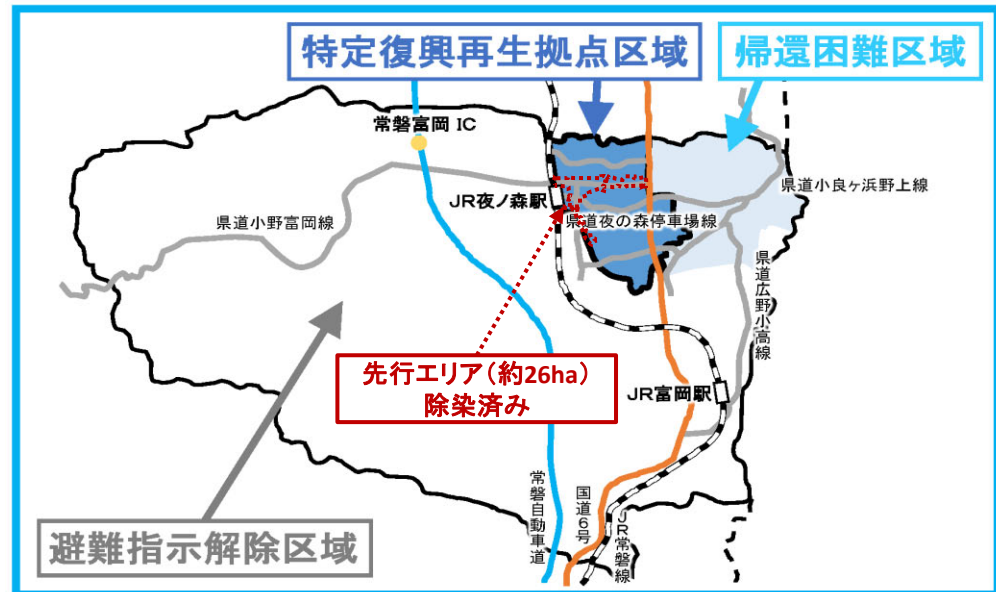 特定復興再生拠点区域
帰還困難区域
常磐富岡 IC
県道小良ヶ浜野上線
JR夜ノ森駅
県道小野富岡線
県道夜の森停車場線
県道広野小高線
先行エリア（約26ha）
除染済み
JR富岡駅
避難指示解除区域
常磐自動車道
国道6号
JR常磐線